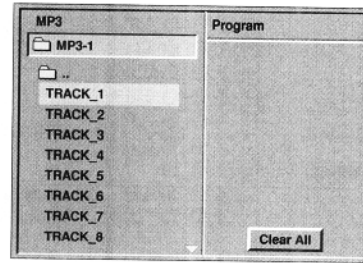 MP3
MP3-1
..
TRACK_1
TRACK_2
TRACK_3
TRACK_4
TRACK_5
TRACK_6
TRACK_7
TRACK_8
Program
Clear All